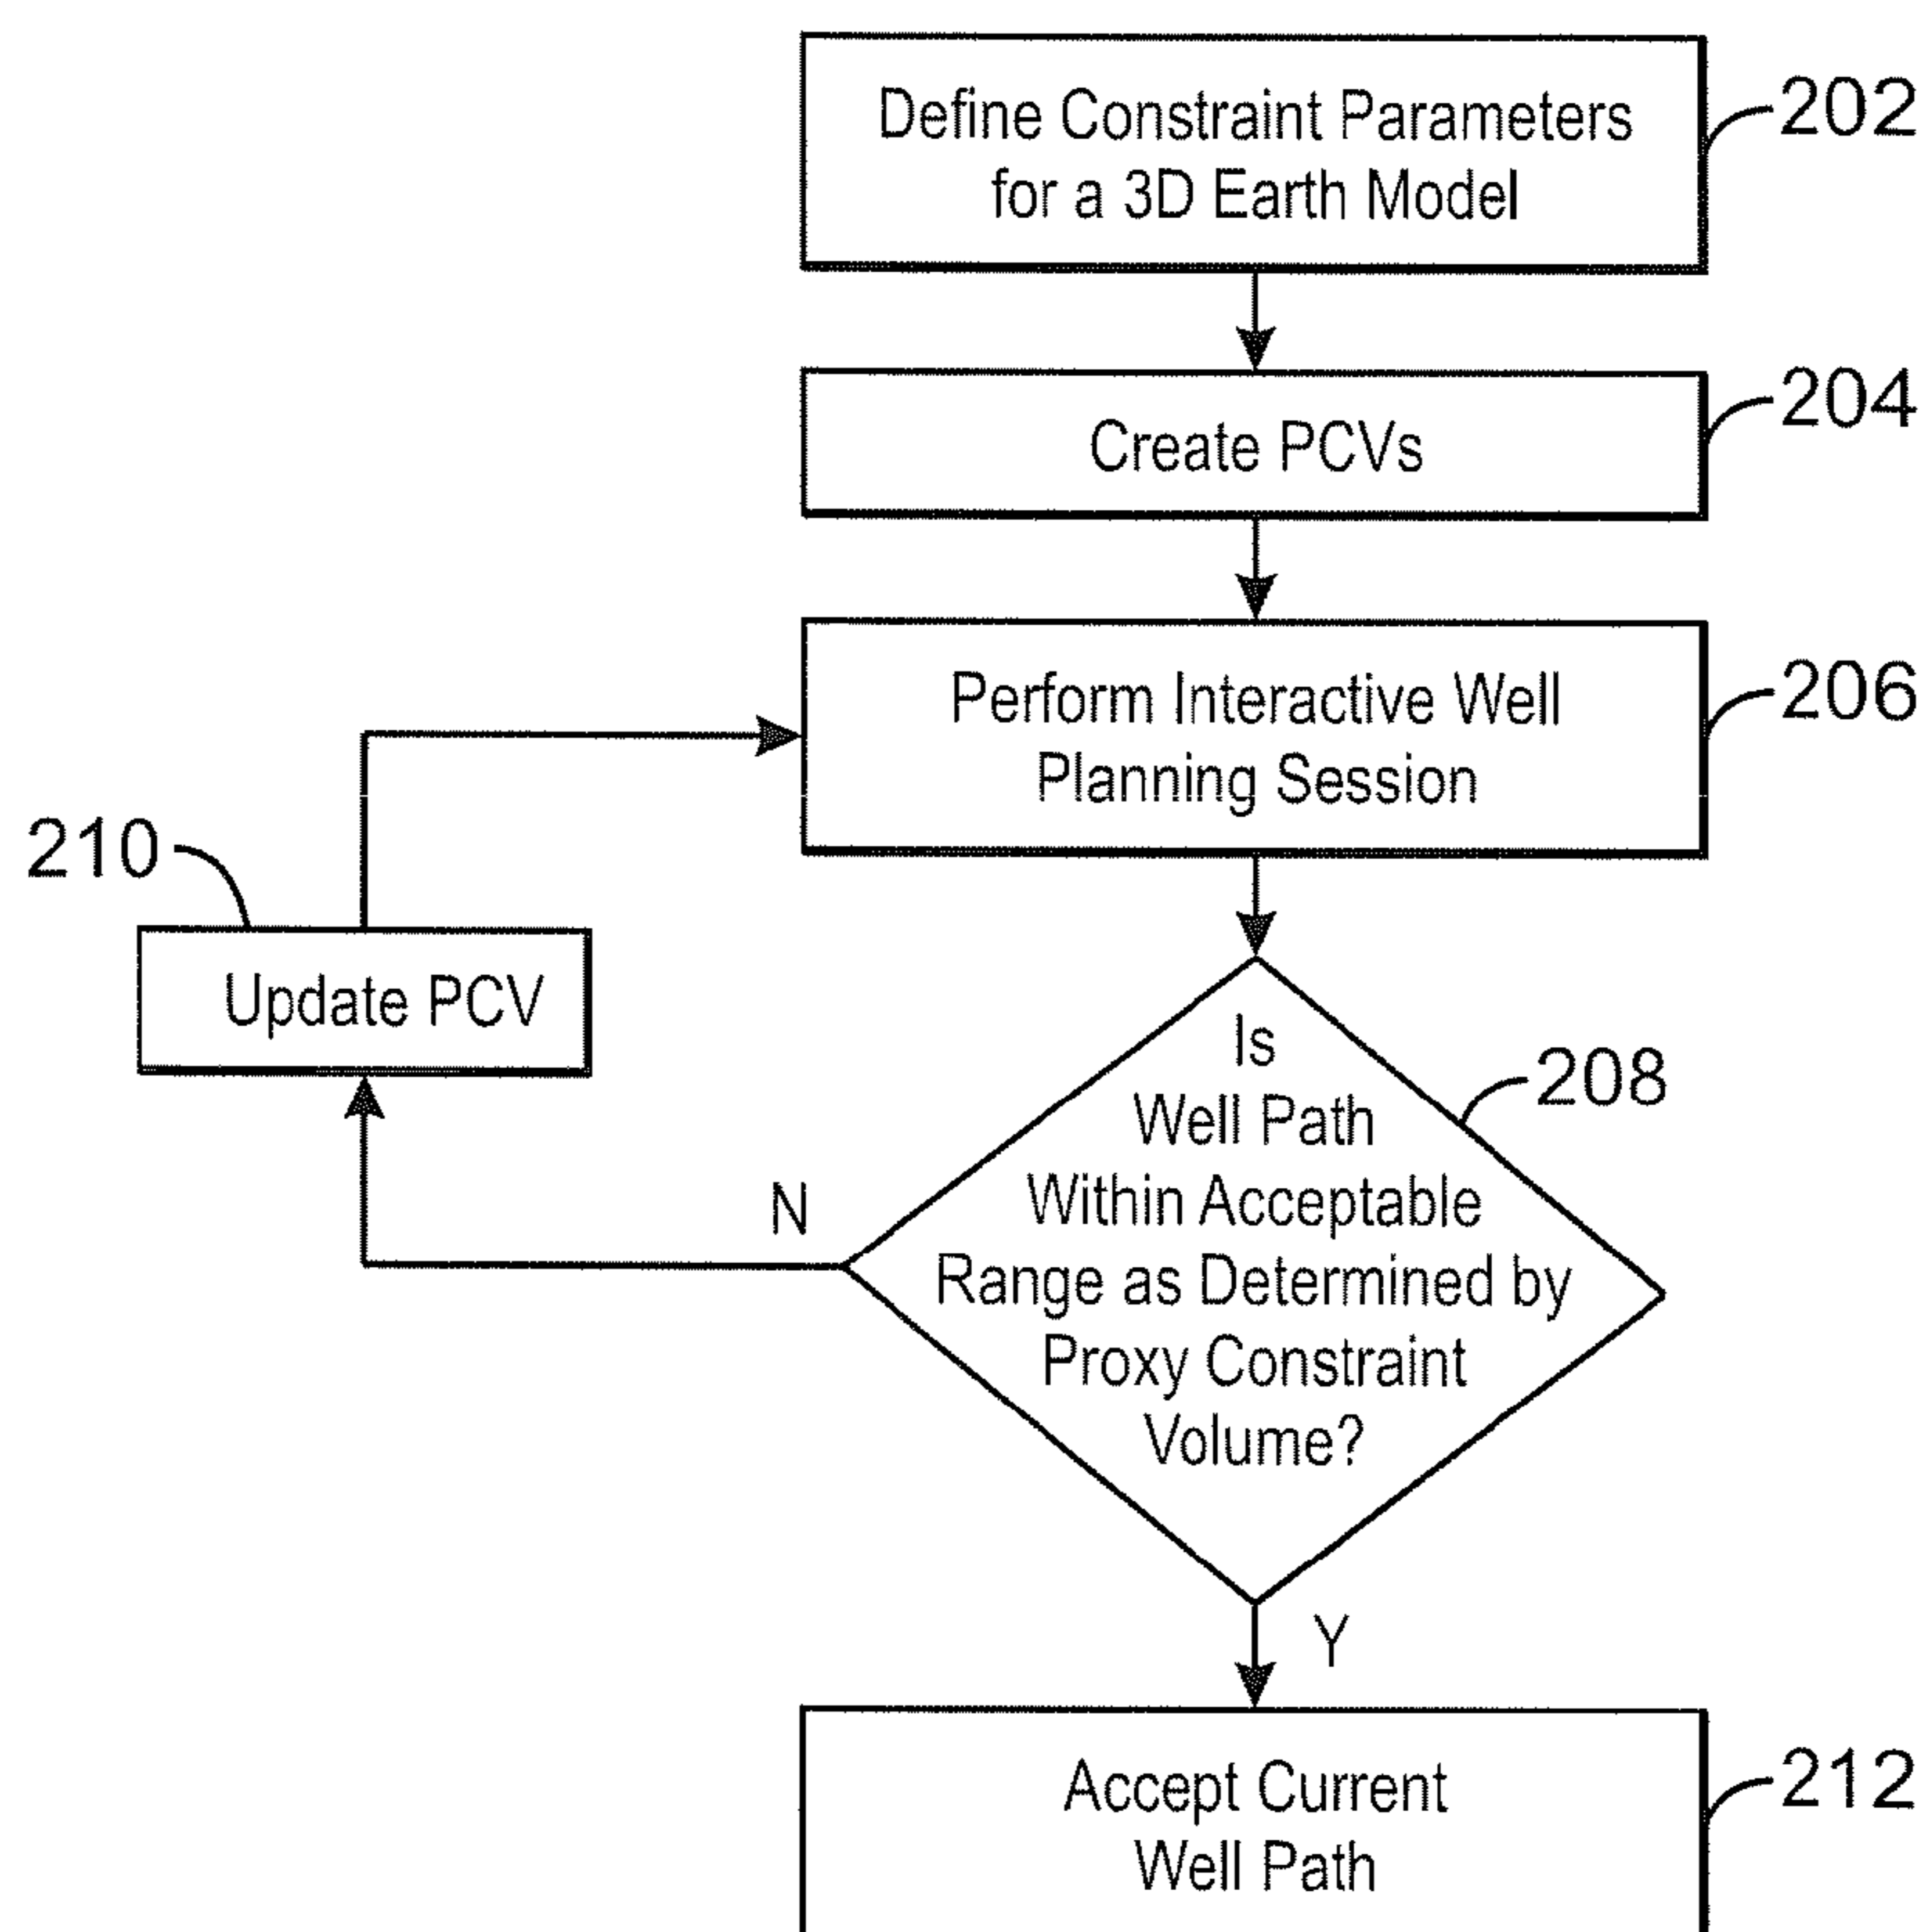 Define Constraint Parameters
for a 3D Earth Model
202
Create PCVs
204
Perform Interactive Well
Planning Session
206
210
Update PCV
Is
Well Path
Within Acceptable
Range as Determined by
Proxy Constraint
Volume?
208
N
Y
Accept Current
Well Path
212